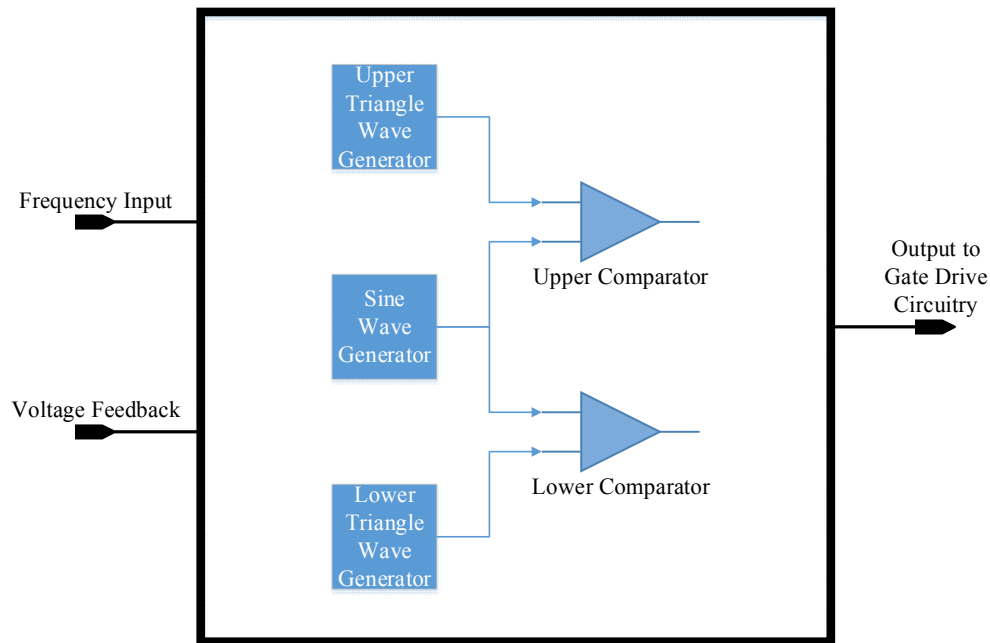 Upper
Triangle
Wave
Generator
Frequency Input
Upper Comparator
Output to
Gate Drive
Circuitry
Sine
Wave
Generator
Voltage Feedback
Lower Comparator
Lower
Triangle
Wave
Generator